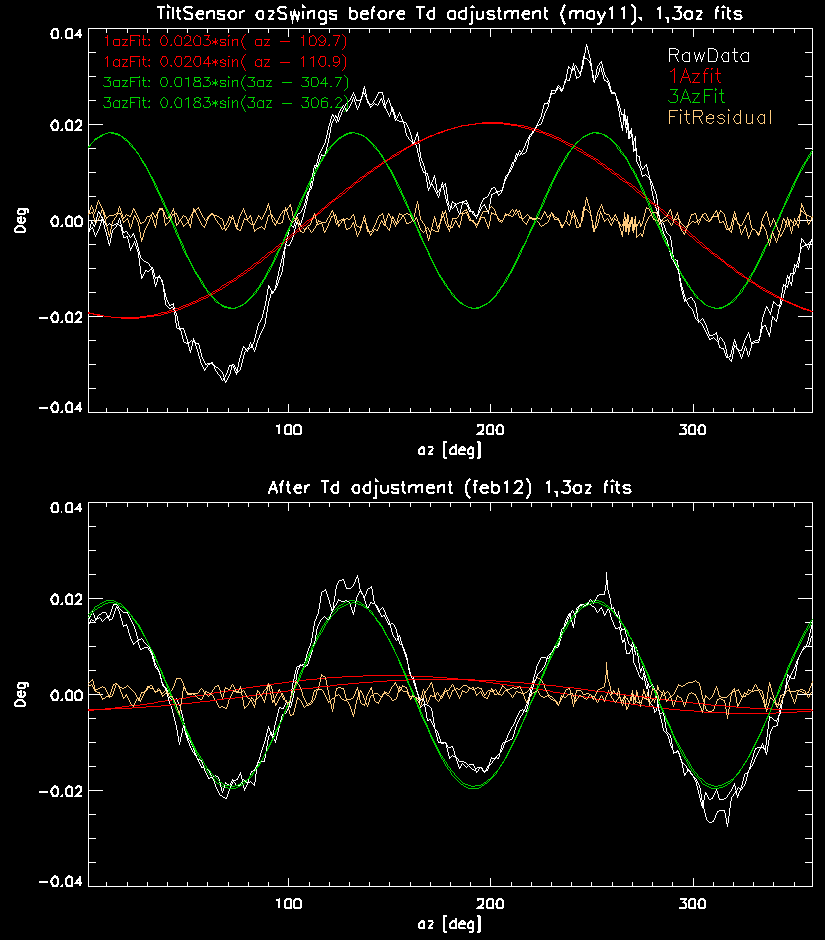 TiltSensor azSwings before Td adjustment (may11). 1,3az fits
0.04
1azFit: 0.0203*sin( az - 109.7)
1azFit: 0.0204*sin( az - 110.9)
3azFit: 0.0183*sin(3az - 304.7)
3azFit: 0.0183*sin(3az - 306.2)
RawData
1Azfit
3AzFit
FitResidual
0.02
0.00
-0.02
-0.04
Deg
100
200
300
az [deg]
After Td adjustment (feb12) 1,3az fits
0.04
0.02
0.00
-0.02
-0.04
Deg
100
200
300
az [deg]